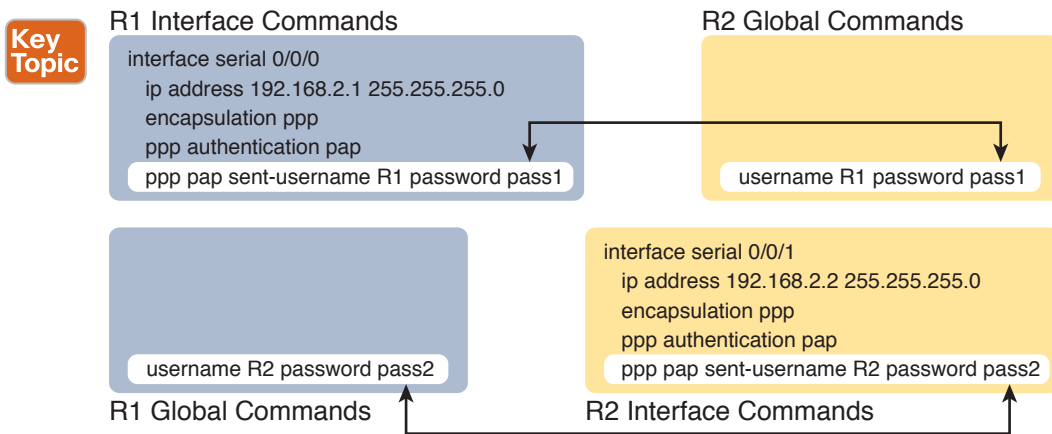 Key
Topic
R1 Interface Commands
interface serial 0/0/0
ip address 192.168.2.1 255.255.255.0
encapsulation ppp
ppp authentication pap
ppp pap sent-username R1 password pass1
R2 Global Commands
username R1 password pass1
username R2 password pass2
R1 Global Commands
interface serial 0/0/1
ip address 192.168.2.2 255.255.255.0
encapsulation ppp
ppp authentication pap
ppp pap sent-username R2 password pass2
R2 Interface Commands